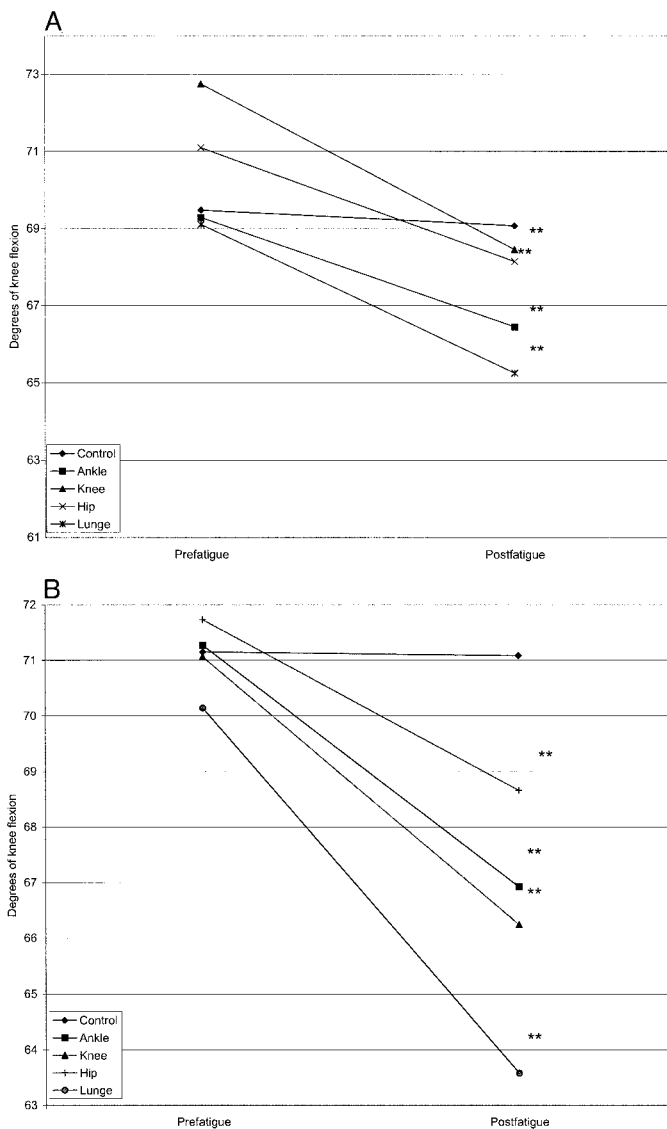 A
73
71
69
67
65
63
61
Degrees of knee flexion
**
**
**
**
Control
Ankle
Knee
Hip
Lunge
Prefatigue Postfatigue
B
72
71
70
69
68
67
66
65
64
63
Degrees of knee flexion
**
**
**
**
Control
Ankle
Knee
Hip
Lunge
Prefatigue Postfatigue